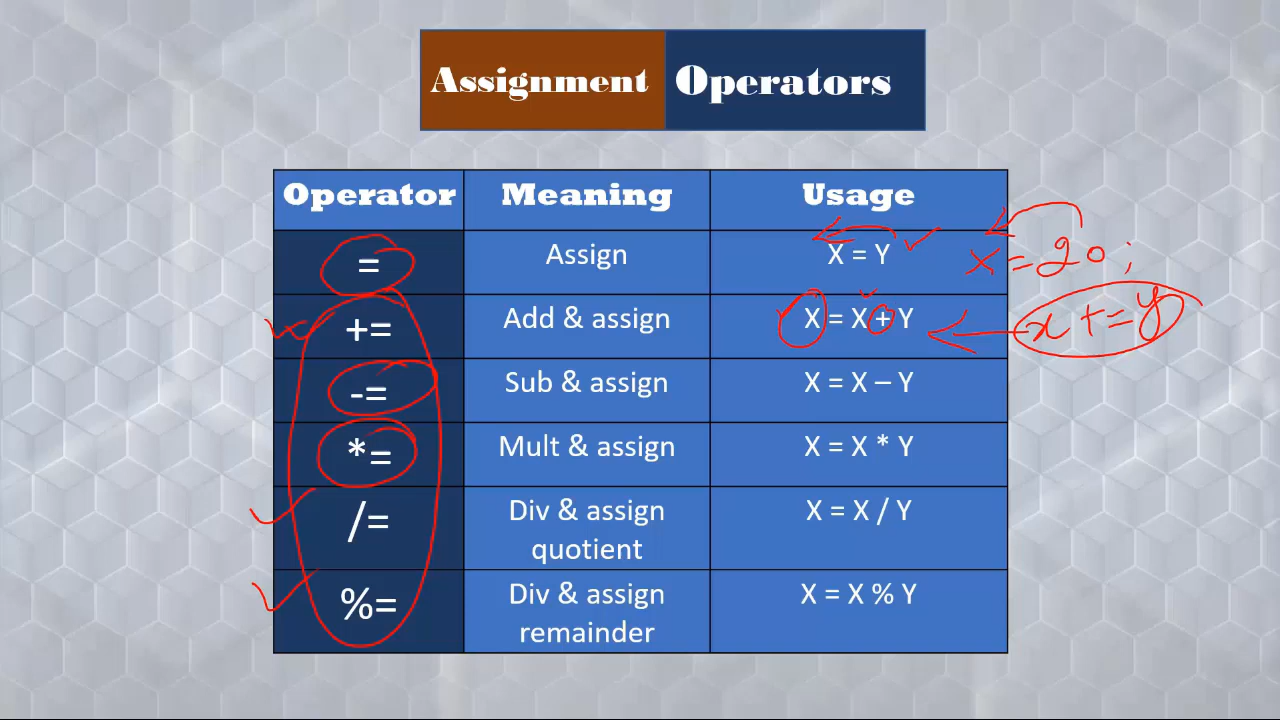 Assignment Operators
Operator Meaning Usage
= Assign X = Y x = 20;
+= Add & assign X = X + Y x += y
-= Sub & assign X = X – Y
*= Mult & assign X = X * Y
/= Div & assign X = X / Y
quotient
%= Div & assign X = X % Y
remainder